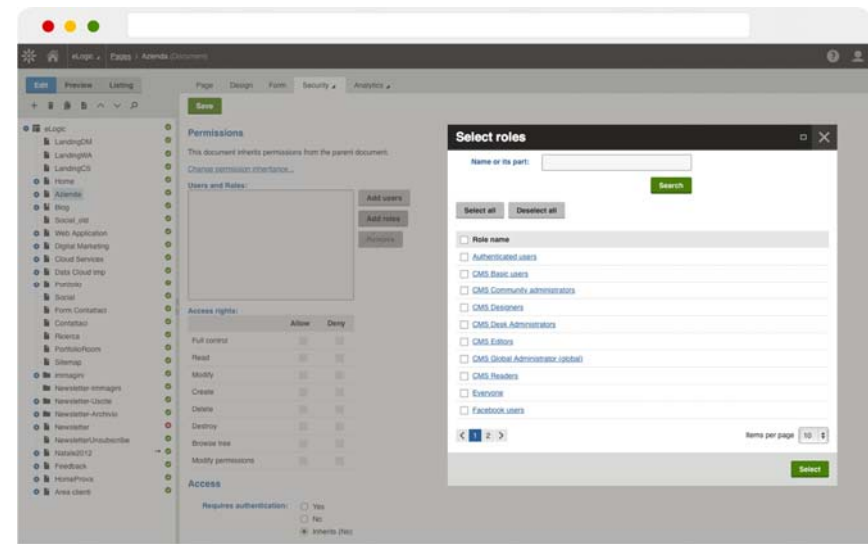 eLogic Pages > Azienda (Document)
Edit Preview Listing
Page Design Form Security Analytics
Save
eLogic
LandingDM
LandingWA
LandingCS
Home
Azienda
Blog
Social_old
Web Application
Digital Marketing
Cloud Services
Data Cloud tmp
Portfolio
Social
Form Contattaci
Contattaci
Ricerca
PortfolioRoom
Sitemap
Immagini
Newsletter-Immagini
Newsletter-Uscite
Newsletter-Archivio
Newsletter
NewsletterUnsubscribe
Natale2012
Feedback
HomeProva
Area clienti
Permissions
This document inherits permissions from the parent document.
Change permission inheritance...
Users and Roles:
Add users
Add roles
Remove
Access rights:
Allow Deny
Full control
Read
Modify
Create
Delete
Destroy
Browse tree
Modify permissions
Access
Requires authentication: Yes
No
Inherits (No)
Select roles
Name or its part:
Search
Select all Deselect all
Role name
Authenticated users
CMS Basic users
CMS Community administrators
CMS Designers
CMS Desk Administrators
CMS Editors
CMS Global Administrator (global)
CMS Readers
Everyone
Facebook users
1 2 Items per page 10
Select